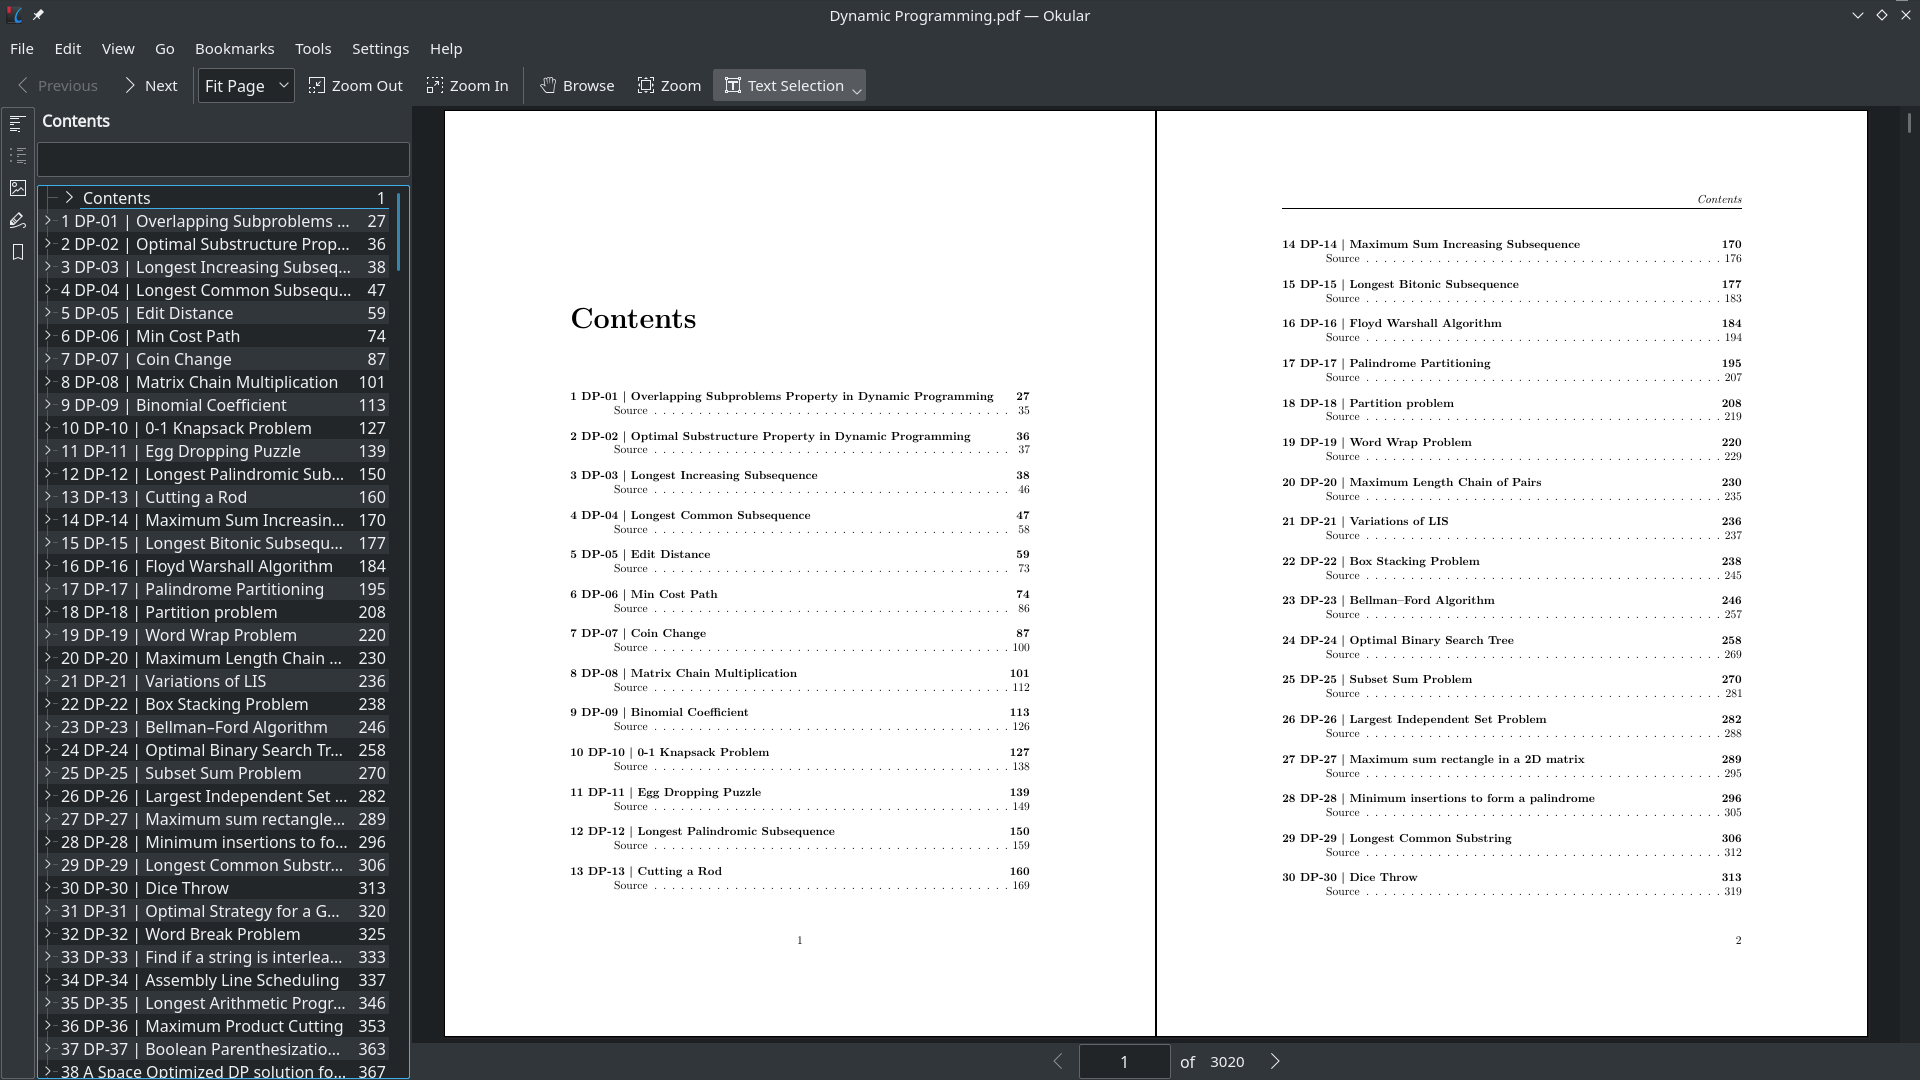 Dynamic Programming.pdf — Okular
File Edit View Go Bookmarks Tools Settings Help
Previous Next Fit Page Zoom Out Zoom In Browse Zoom Text Selection
Contents
Contents 1
1 DP-01 | Overlapping Subproblems ... 27
2 DP-02 | Optimal Substructure Prop... 36
3 DP-03 | Longest Increasing Subseq... 38
4 DP-04 | Longest Common Subsequ... 47
5 DP-05 | Edit Distance 59
6 DP-06 | Min Cost Path 74
7 DP-07 | Coin Change 87
8 DP-08 | Matrix Chain Multiplication 101
9 DP-09 | Binomial Coefficient 113
10 DP-10 | 0-1 Knapsack Problem 127
11 DP-11 | Egg Dropping Puzzle 139
12 DP-12 | Longest Palindromic Sub... 150
13 DP-13 | Cutting a Rod 160
14 DP-14 | Maximum Sum Increasin... 170
15 DP-15 | Longest Bitonic Subsequ... 177
16 DP-16 | Floyd Warshall Algorithm 184
17 DP-17 | Palindrome Partitioning 195
18 DP-18 | Partition problem 208
19 DP-19 | Word Wrap Problem 220
20 DP-20 | Maximum Length Chain ... 230
21 DP-21 | Variations of LIS 236
22 DP-22 | Box Stacking Problem 238
23 DP-23 | Bellman–Ford Algorithm 246
24 DP-24 | Optimal Binary Search Tr... 258
25 DP-25 | Subset Sum Problem 270
26 DP-26 | Largest Independent Set ... 282
27 DP-27 | Maximum sum rectangle... 289
28 DP-28 | Minimum insertions to fo... 296
29 DP-29 | Longest Common Substr... 306
30 DP-30 | Dice Throw 313
31 DP-31 | Optimal Strategy for a G... 320
32 DP-32 | Word Break Problem 325
33 DP-33 | Find if a string is interlea... 333
34 DP-34 | Assembly Line Scheduling 337
35 DP-35 | Longest Arithmetic Progr... 346
36 DP-36 | Maximum Product Cutting 353
37 DP-37 | Boolean Parenthesizatio... 363
38 A Space Optimized DP solution fo... 367
Contents
1 DP-01 | Overlapping Subproblems Property in Dynamic Programming 27
Source . . . . . . . . . . . . . . . . . . . . 35
2 DP-02 | Optimal Substructure Property in Dynamic Programming 36
Source . . . . . . . . . . . . . . . . . . . . 37
3 DP-03 | Longest Increasing Subsequence 38
Source . . . . . . . . . . . . . . . . . . . . 46
4 DP-04 | Longest Common Subsequence 47
Source . . . . . . . . . . . . . . . . . . . . 58
5 DP-05 | Edit Distance 59
Source . . . . . . . . . . . . . . . . . . . . 73
6 DP-06 | Min Cost Path 74
Source . . . . . . . . . . . . . . . . . . . . 86
7 DP-07 | Coin Change 87
Source . . . . . . . . . . . . . . . . . . . . 100
8 DP-08 | Matrix Chain Multiplication 101
Source . . . . . . . . . . . . . . . . . . . . 112
9 DP-09 | Binomial Coefficient 113
Source . . . . . . . . . . . . . . . . . . . . 126
10 DP-10 | 0-1 Knapsack Problem 127
Source . . . . . . . . . . . . . . . . . . . . 138
11 DP-11 | Egg Dropping Puzzle 139
Source . . . . . . . . . . . . . . . . . . . . 149
12 DP-12 | Longest Palindromic Subsequence 150
Source . . . . . . . . . . . . . . . . . . . . 159
13 DP-13 | Cutting a Rod 160
Source . . . . . . . . . . . . . . . . . . . . 169
1
Contents
14 DP-14 | Maximum Sum Increasing Subsequence 170
Source . . . . . . . . . . . . . . . . . . . . 176
15 DP-15 | Longest Bitonic Subsequence 177
Source . . . . . . . . . . . . . . . . . . . . 183
16 DP-16 | Floyd Warshall Algorithm 184
Source . . . . . . . . . . . . . . . . . . . . 194
17 DP-17 | Palindrome Partitioning 195
Source . . . . . . . . . . . . . . . . . . . . 207
18 DP-18 | Partition problem 208
Source . . . . . . . . . . . . . . . . . . . . 219
19 DP-19 | Word Wrap Problem 220
Source . . . . . . . . . . . . . . . . . . . . 229
20 DP-20 | Maximum Length Chain of Pairs 230
Source . . . . . . . . . . . . . . . . . . . . 235
21 DP-21 | Variations of LIS 236
Source . . . . . . . . . . . . . . . . . . . . 237
22 DP-22 | Box Stacking Problem 238
Source . . . . . . . . . . . . . . . . . . . . 245
23 DP-23 | Bellman–Ford Algorithm 246
Source . . . . . . . . . . . . . . . . . . . . 257
24 DP-24 | Optimal Binary Search Tree 258
Source . . . . . . . . . . . . . . . . . . . . 269
25 DP-25 | Subset Sum Problem 270
Source . . . . . . . . . . . . . . . . . . . . 281
26 DP-26 | Largest Independent Set Problem 282
Source . . . . . . . . . . . . . . . . . . . . 288
27 DP-27 | Maximum sum rectangle in a 2D matrix 289
Source . . . . . . . . . . . . . . . . . . . . 295
28 DP-28 | Minimum insertions to form a palindrome 296
Source . . . . . . . . . . . . . . . . . . . . 305
29 DP-29 | Longest Common Substring 306
Source . . . . . . . . . . . . . . . . . . . . 312
30 DP-30 | Dice Throw 313
Source . . . . . . . . . . . . . . . . . . . . 319
2
1 of 3020